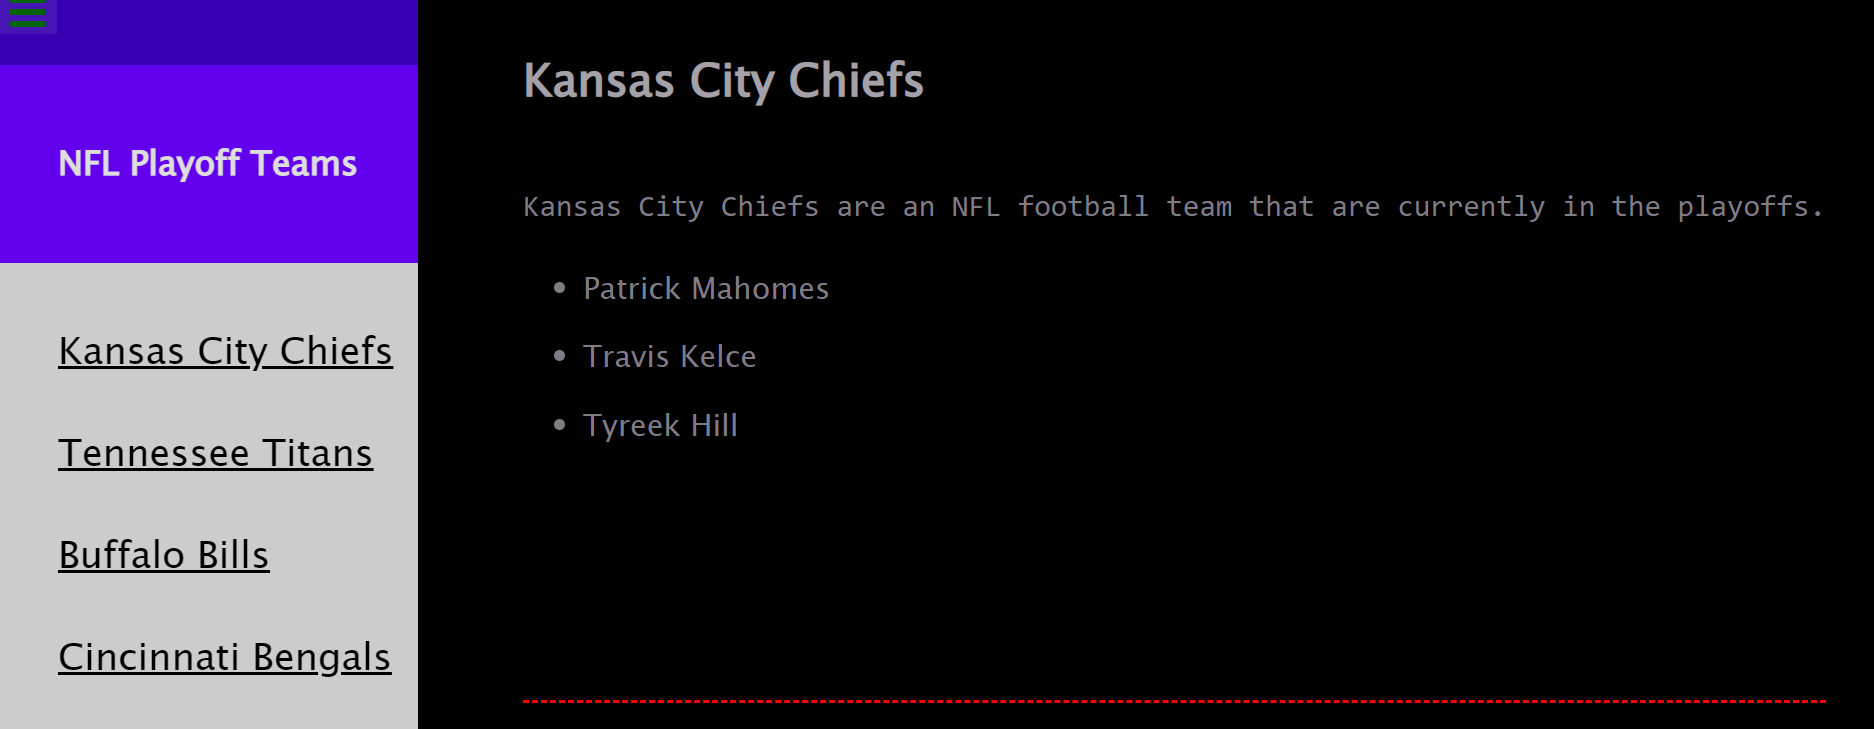 NFL Playoff Teams
Kansas City Chiefs
Tennessee Titans
Buffalo Bills
Cincinnati Bengals
Kansas City Chiefs
Kansas City Chiefs are an NFL football team that are currently in the playoffs.
Patrick Mahomes
Travis Kelce
Tyreek Hill